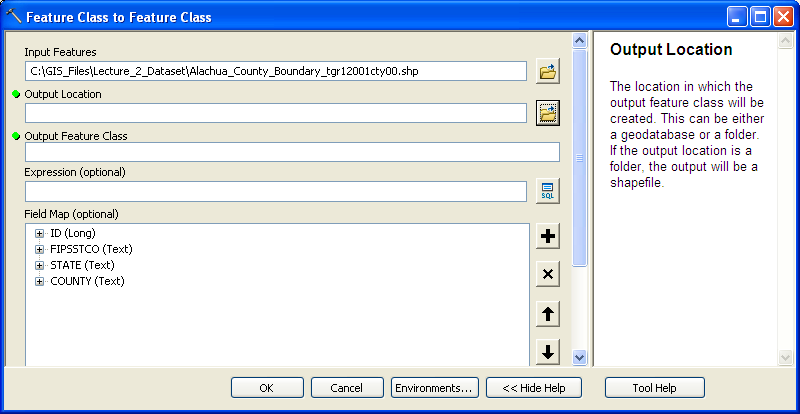 Feature Class to Feature Class
Input Features
C:\GIS_Files\Lecture_2_Dataset\Alachua_County_Boundary_tgr12001cty00.shp
Output Location
Output Feature Class
Expression (optional)
SQL
Field Map (optional)
ID (Long)
FIPSSTCO (Text)
STATE (Text)
COUNTY (Text)
OK
Cancel
Environments...
<< Hide Help
Output Location
The location in which the
output feature class will be
created. This can be either
a geodatabase or a folder.
If the output location is a
folder, the output will be a
shapefile.
Tool Help